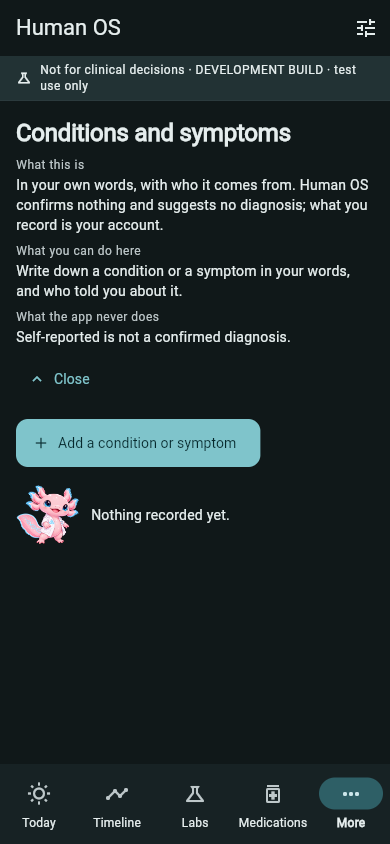 Human OS
Not for clinical decisions · DEVELOPMENT BUILD · test
use only
Conditions and symptoms
What this is
In your own words, with who it comes from. Human OS
confirms nothing and suggests no diagnosis; what you
record is your account.
What you can do here
Write down a condition or a symptom in your words,
and who told you about it.
What the app never does
Self-reported is not a confirmed diagnosis.
Close
Add a condition or symptom
Nothing recorded yet.
Today
Timeline
Labs
Medications
More